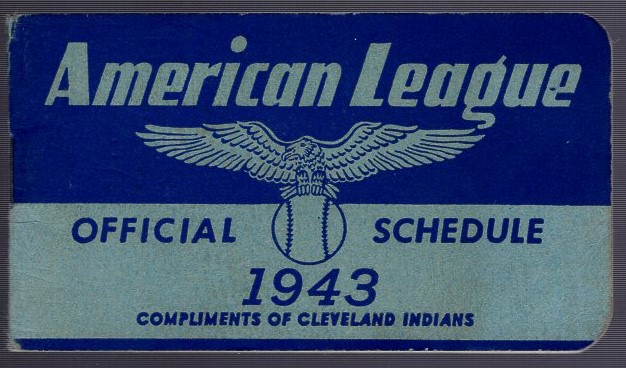 American League
OFFICIAL SCHEDULE
1943
COMPLIMENTS OF CLEVELAND INDIANS